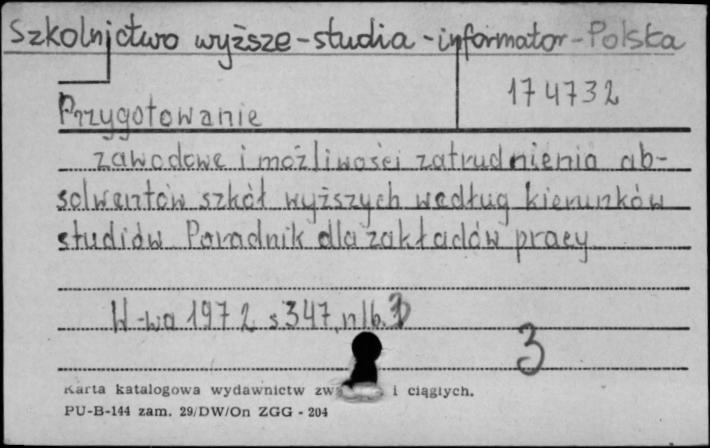 Szkolnictwo wyższe - studia - informator - Polska
174732
Przygotowanie
zawodowe i możliwości zatrudnienia ab-
solwentów szkół wyższych według kierunków
studiów Poradnik dla zakładów pracy
W-wa 1972 s 347, nlb. 3
3
Karta katalogowa wydawnictw i ciągłych.
PU-B-144 zam. 29/DW/On ZGG - 204